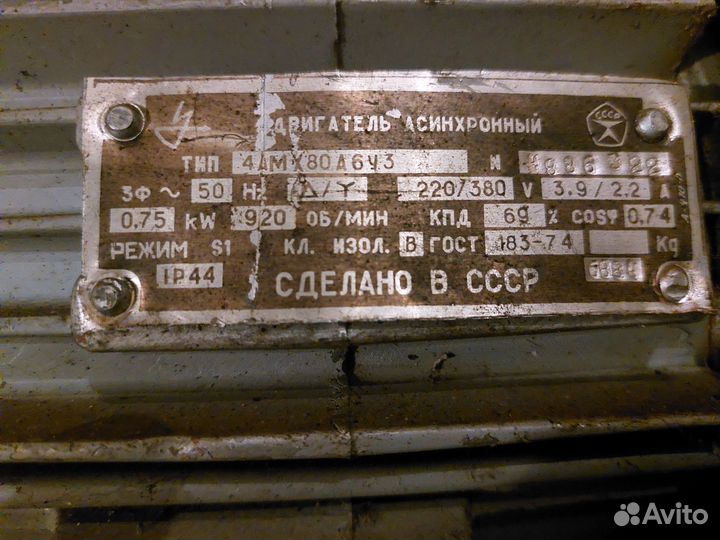 СССР
ДВИГАТЕЛЬ АСИНХРОННЫЙ
ТИП 4АМХ80А6У3 N
3Ф ~ 50 Hz Δ/Y 220/380 V 3.9/2.2 A
0,75 kW 920 ОБ/МИН КПД 69 % cosφ 0.74
РЕЖИМ S1 КЛ. ИЗОЛ. В ГОСТ 183-74 Kg
IP44 СДЕЛАНО В СССР
Avito